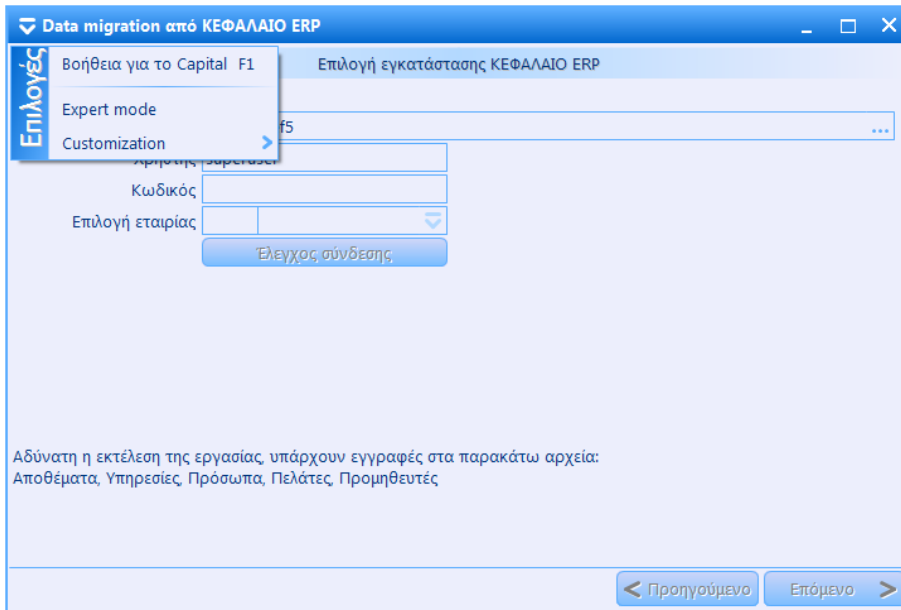 Data migration από ΚΕΦΑΛΑΙΟ ERP
Επιλογές
Βοήθεια για το Capital F1
Επιλογή εγκατάστασης ΚΕΦΑΛΑΙΟ ERP
Expert mode
f5
...
Customization
Χρήστης superuser
Κωδικός
Επιλογή εταιρίας
Έλεγχος σύνδεσης
Αδύνατη η εκτέλεση της εργασίας, υπάρχουν εγγραφές στα παρακάτω αρχεία:
Αποθέματα, Υπηρεσίες, Πρόσωπα, Πελάτες, Προμηθευτές
Προηγούμενο
Επόμενο